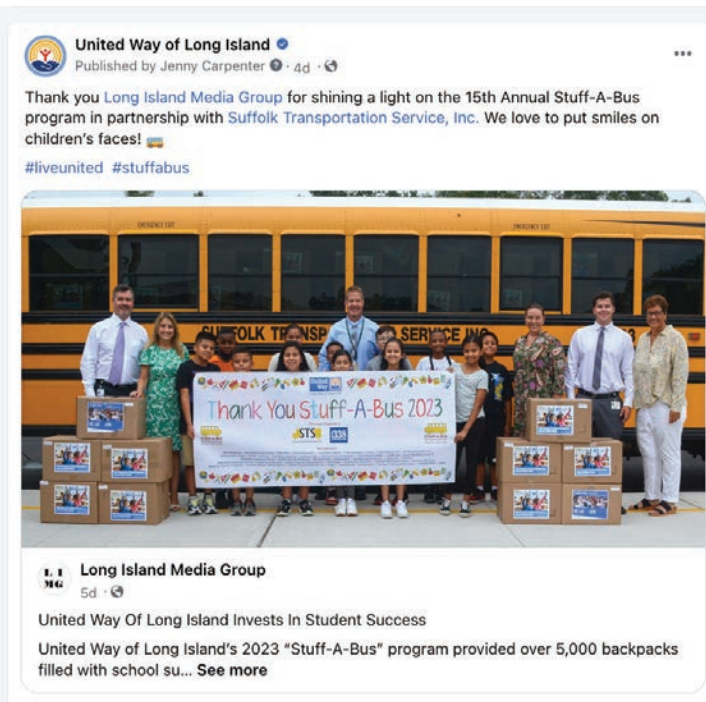 United Way of Long Island
Published by Jenny Carpenter · 4d ·
Thank you Long Island Media Group for shining a light on the 15th Annual Stuff-A-Bus
program in partnership with Suffolk Transportation Service, Inc. We love to put smiles on
children's faces!
#liveunited #stuffabus
EMERGENCY EXIT
EMERGENCY EXIT
SUFFOLK TRANSP SERVICE INC
United Way
Thank You Stuff-A-Bus 2023
STS
LI
MG
Long Island Media Group
5d ·
United Way Of Long Island Invests In Student Success
United Way of Long Island's 2023 “Stuff-A-Bus” program provided over 5,000 backpacks
filled with school su... See more